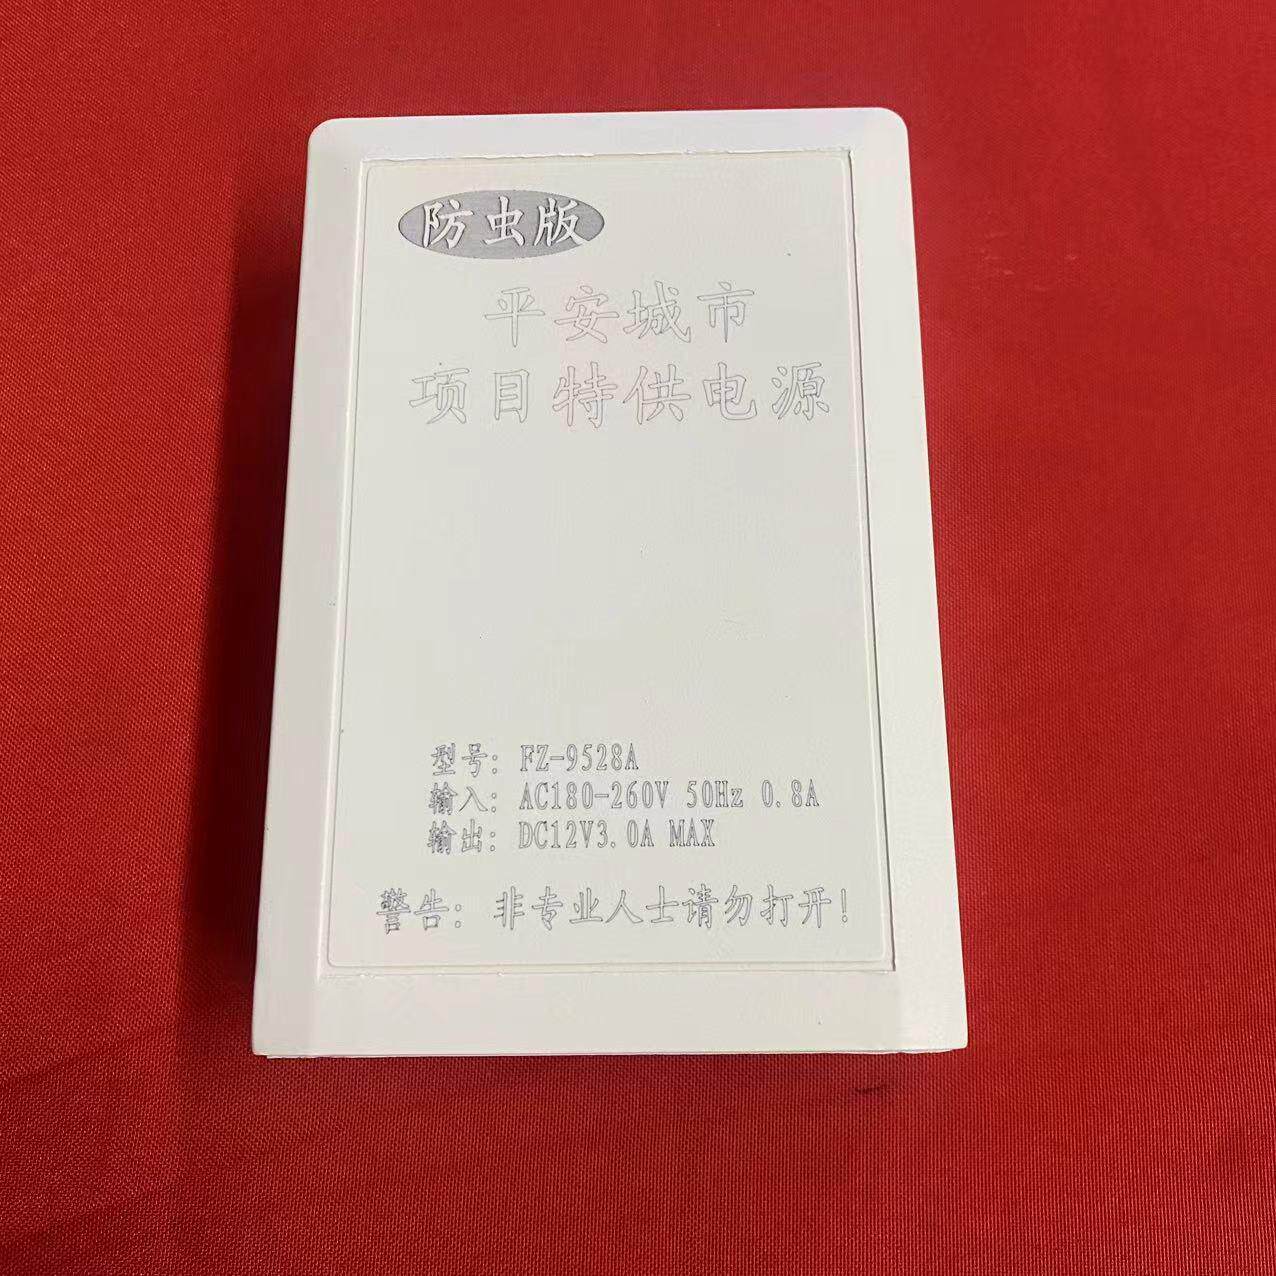 防虫版
平安城市
项目特供电源
型号: FZ-9528A
输入: AC180-260V 50Hz 0.8A
输出: DC12V3.0A MAX
警告: 非专业人士请勿打开!